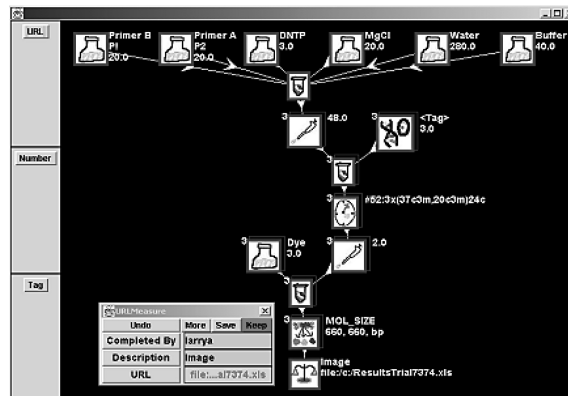 URL
Primer B
P!
20.0
Primer A
P2
20.0
DNTP
3.0
MgCl
20.0
Water
280.0
Buffer
40.0
3
48.0
3
<Tag>
3.0
Number
3
3
#62:3x(37c3m,20c3m)24c
3
Dye
3.0
3
2.0
Tag
3
3
MOL_SIZE
660, 660, bp
Image
file:/c:/ResultsTrial7374.xls
URLMeasure
Undo
More
Save
Keep
Completed By
larrya
Description
Image
URL
file:...al7374.xls